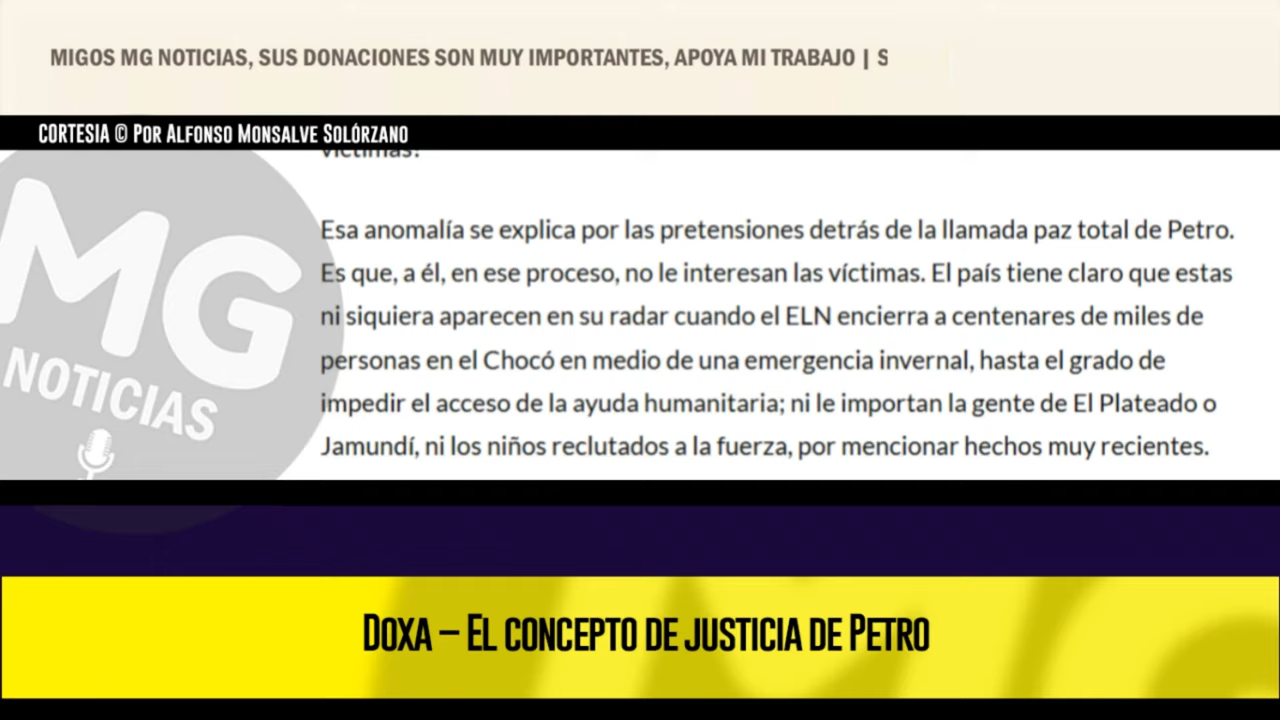 MIGOS MG NOTICIAS, SUS DONACIONES SON MUY IMPORTANTES, APOYA MI TRABAJO | S
CORTESIA © POR ALFONSO MONSALVE SOLÓRZANO
víctimas?
Esa anomalía se explica por las pretensiones detrás de la llamada paz total de Petro.
Es que, a él, en ese proceso, no le interesan las víctimas. El país tiene claro que estas
ni siquiera aparecen en su radar cuando el ELN encierra a centenares de miles de
personas en el Chocó en medio de una emergencia invernal, hasta el grado de
impedir el acceso de la ayuda humanitaria; ni le importan la gente de El Plateado o
Jamundí, ni los niños reclutados a la fuerza, por mencionar hechos muy recientes.
MG
NOTICIAS
DOXA – EL CONCEPTO DE JUSTICIA DE PETRO